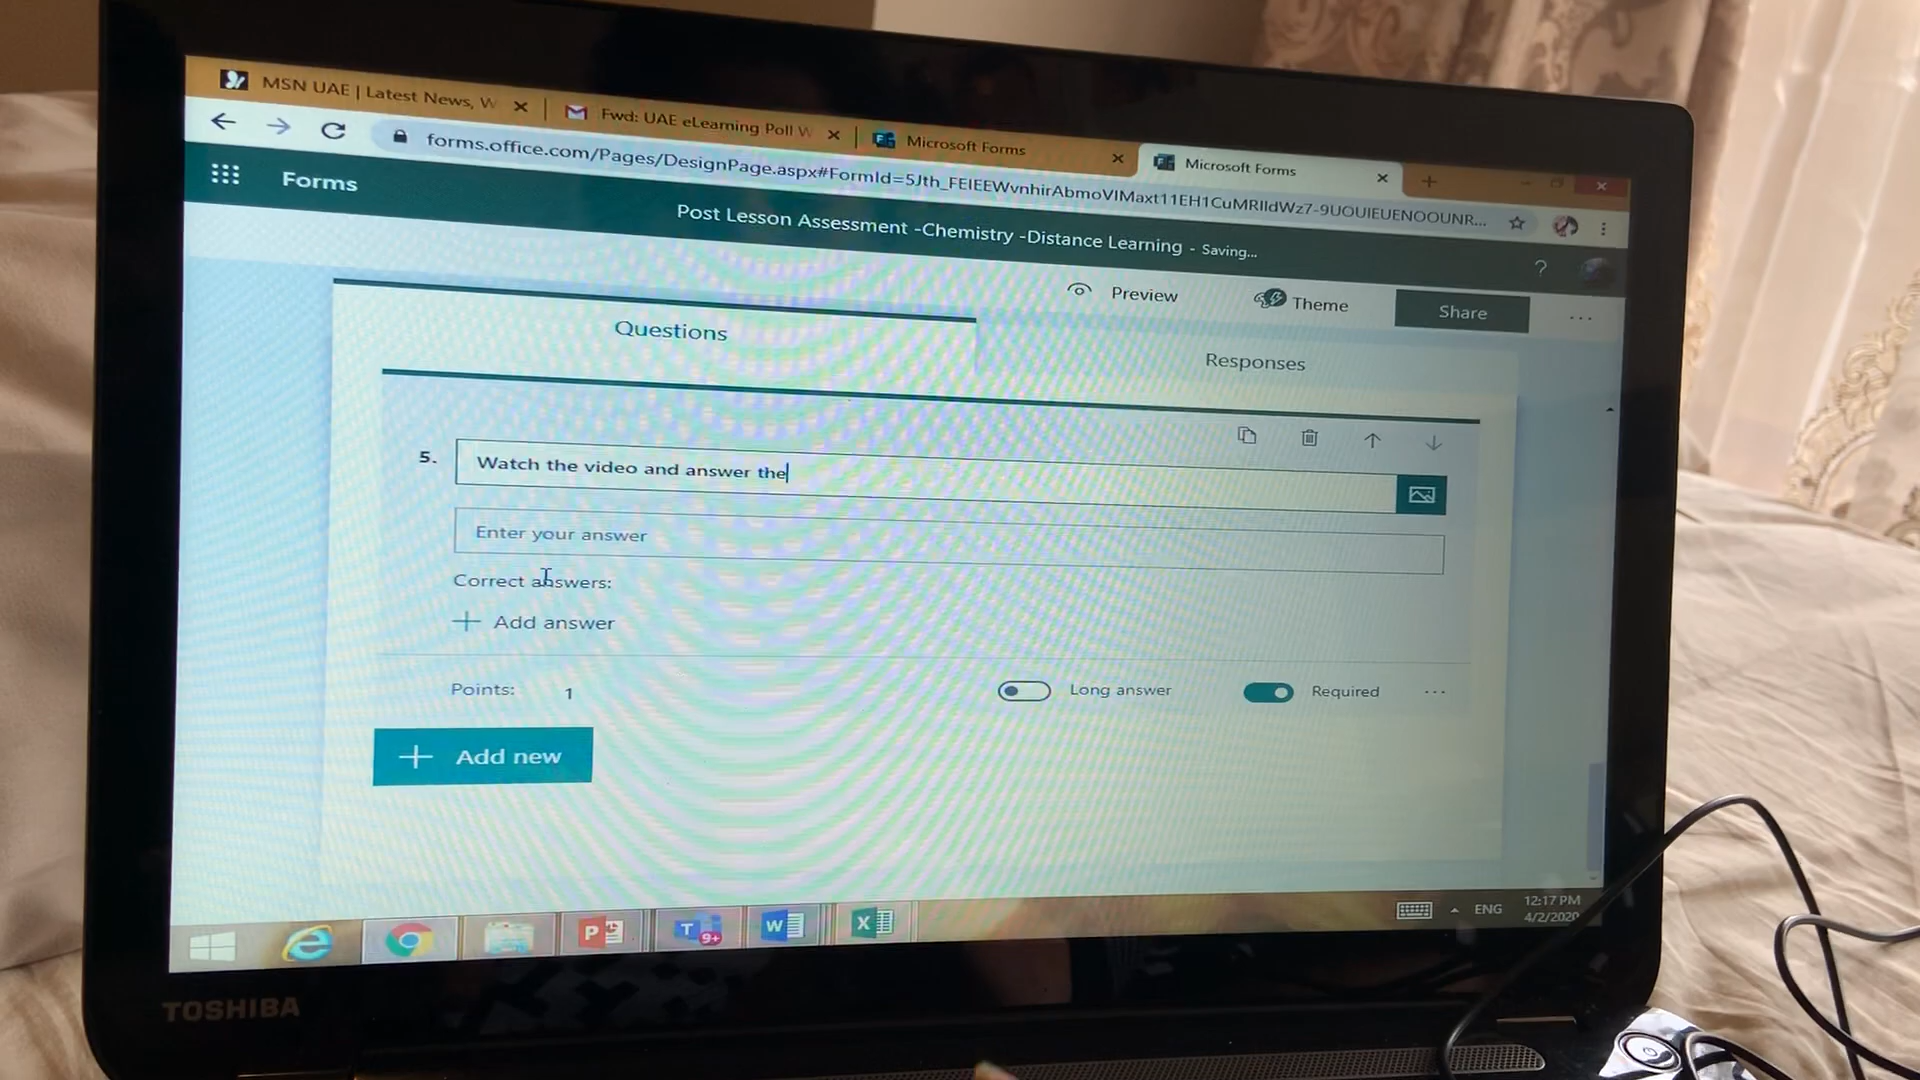 MSN UAE | Latest News, W
Fwd: UAE eLearning Poll W
Microsoft Forms
Microsoft Forms
forms.office.com/Pages/DesignPage.aspx#FormId=5Jth_FEIEEWvnhirAbmoVIMaxt11EH1CuMRIldWz7-9UOUIEUENOOUNR...
Forms
Post Lesson Assessment -Chemistry -Distance Learning - Saving...
?
Preview
Theme
Share
Questions
Responses
5.
Watch the video and answer the
Enter your answer
Correct answers:
Add answer
Points: 1
Long answer
Required
Add new
T 9+
P
W
X
ENG
12:17 PM
4/2/2020
TOSHIBA